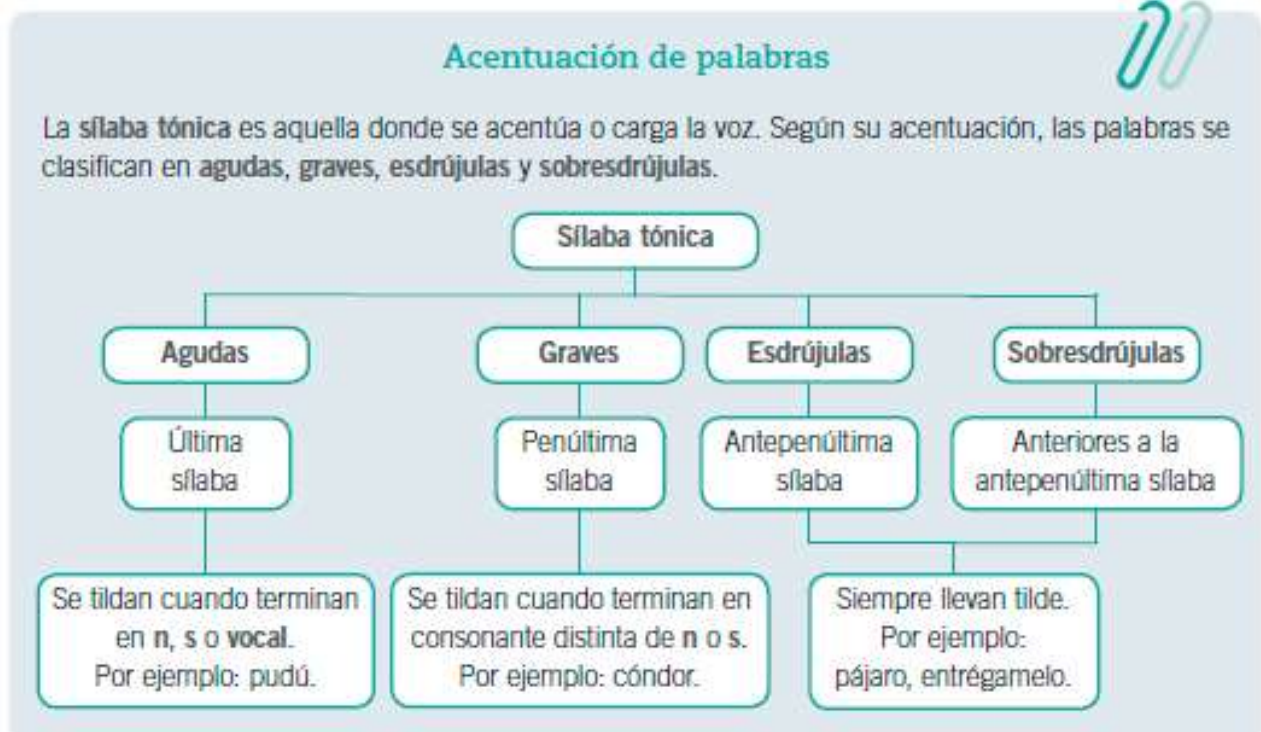 Acentuación de palabras
La sílaba tónica es aquella donde se acentúa o carga la voz. Según su acentuación, las palabras se
clasifican en agudas, graves, esdrújulas y sobresdrújulas.
Sílaba tónica
Agudas
Graves
Esdrújulas
Sobresdrújulas
Última
sílaba
Penúltima
sílaba
Antepenúltima
sílaba
Anteriores a la
antepenúltima sílaba
Se tildan cuando terminan
en n, s o vocal.
Por ejemplo: pudú.
Se tildan cuando terminan en
consonante distinta de n o s.
Por ejemplo: cóndor.
Siempre llevan tilde.
Por ejemplo:
pájaro, entrégamelo.